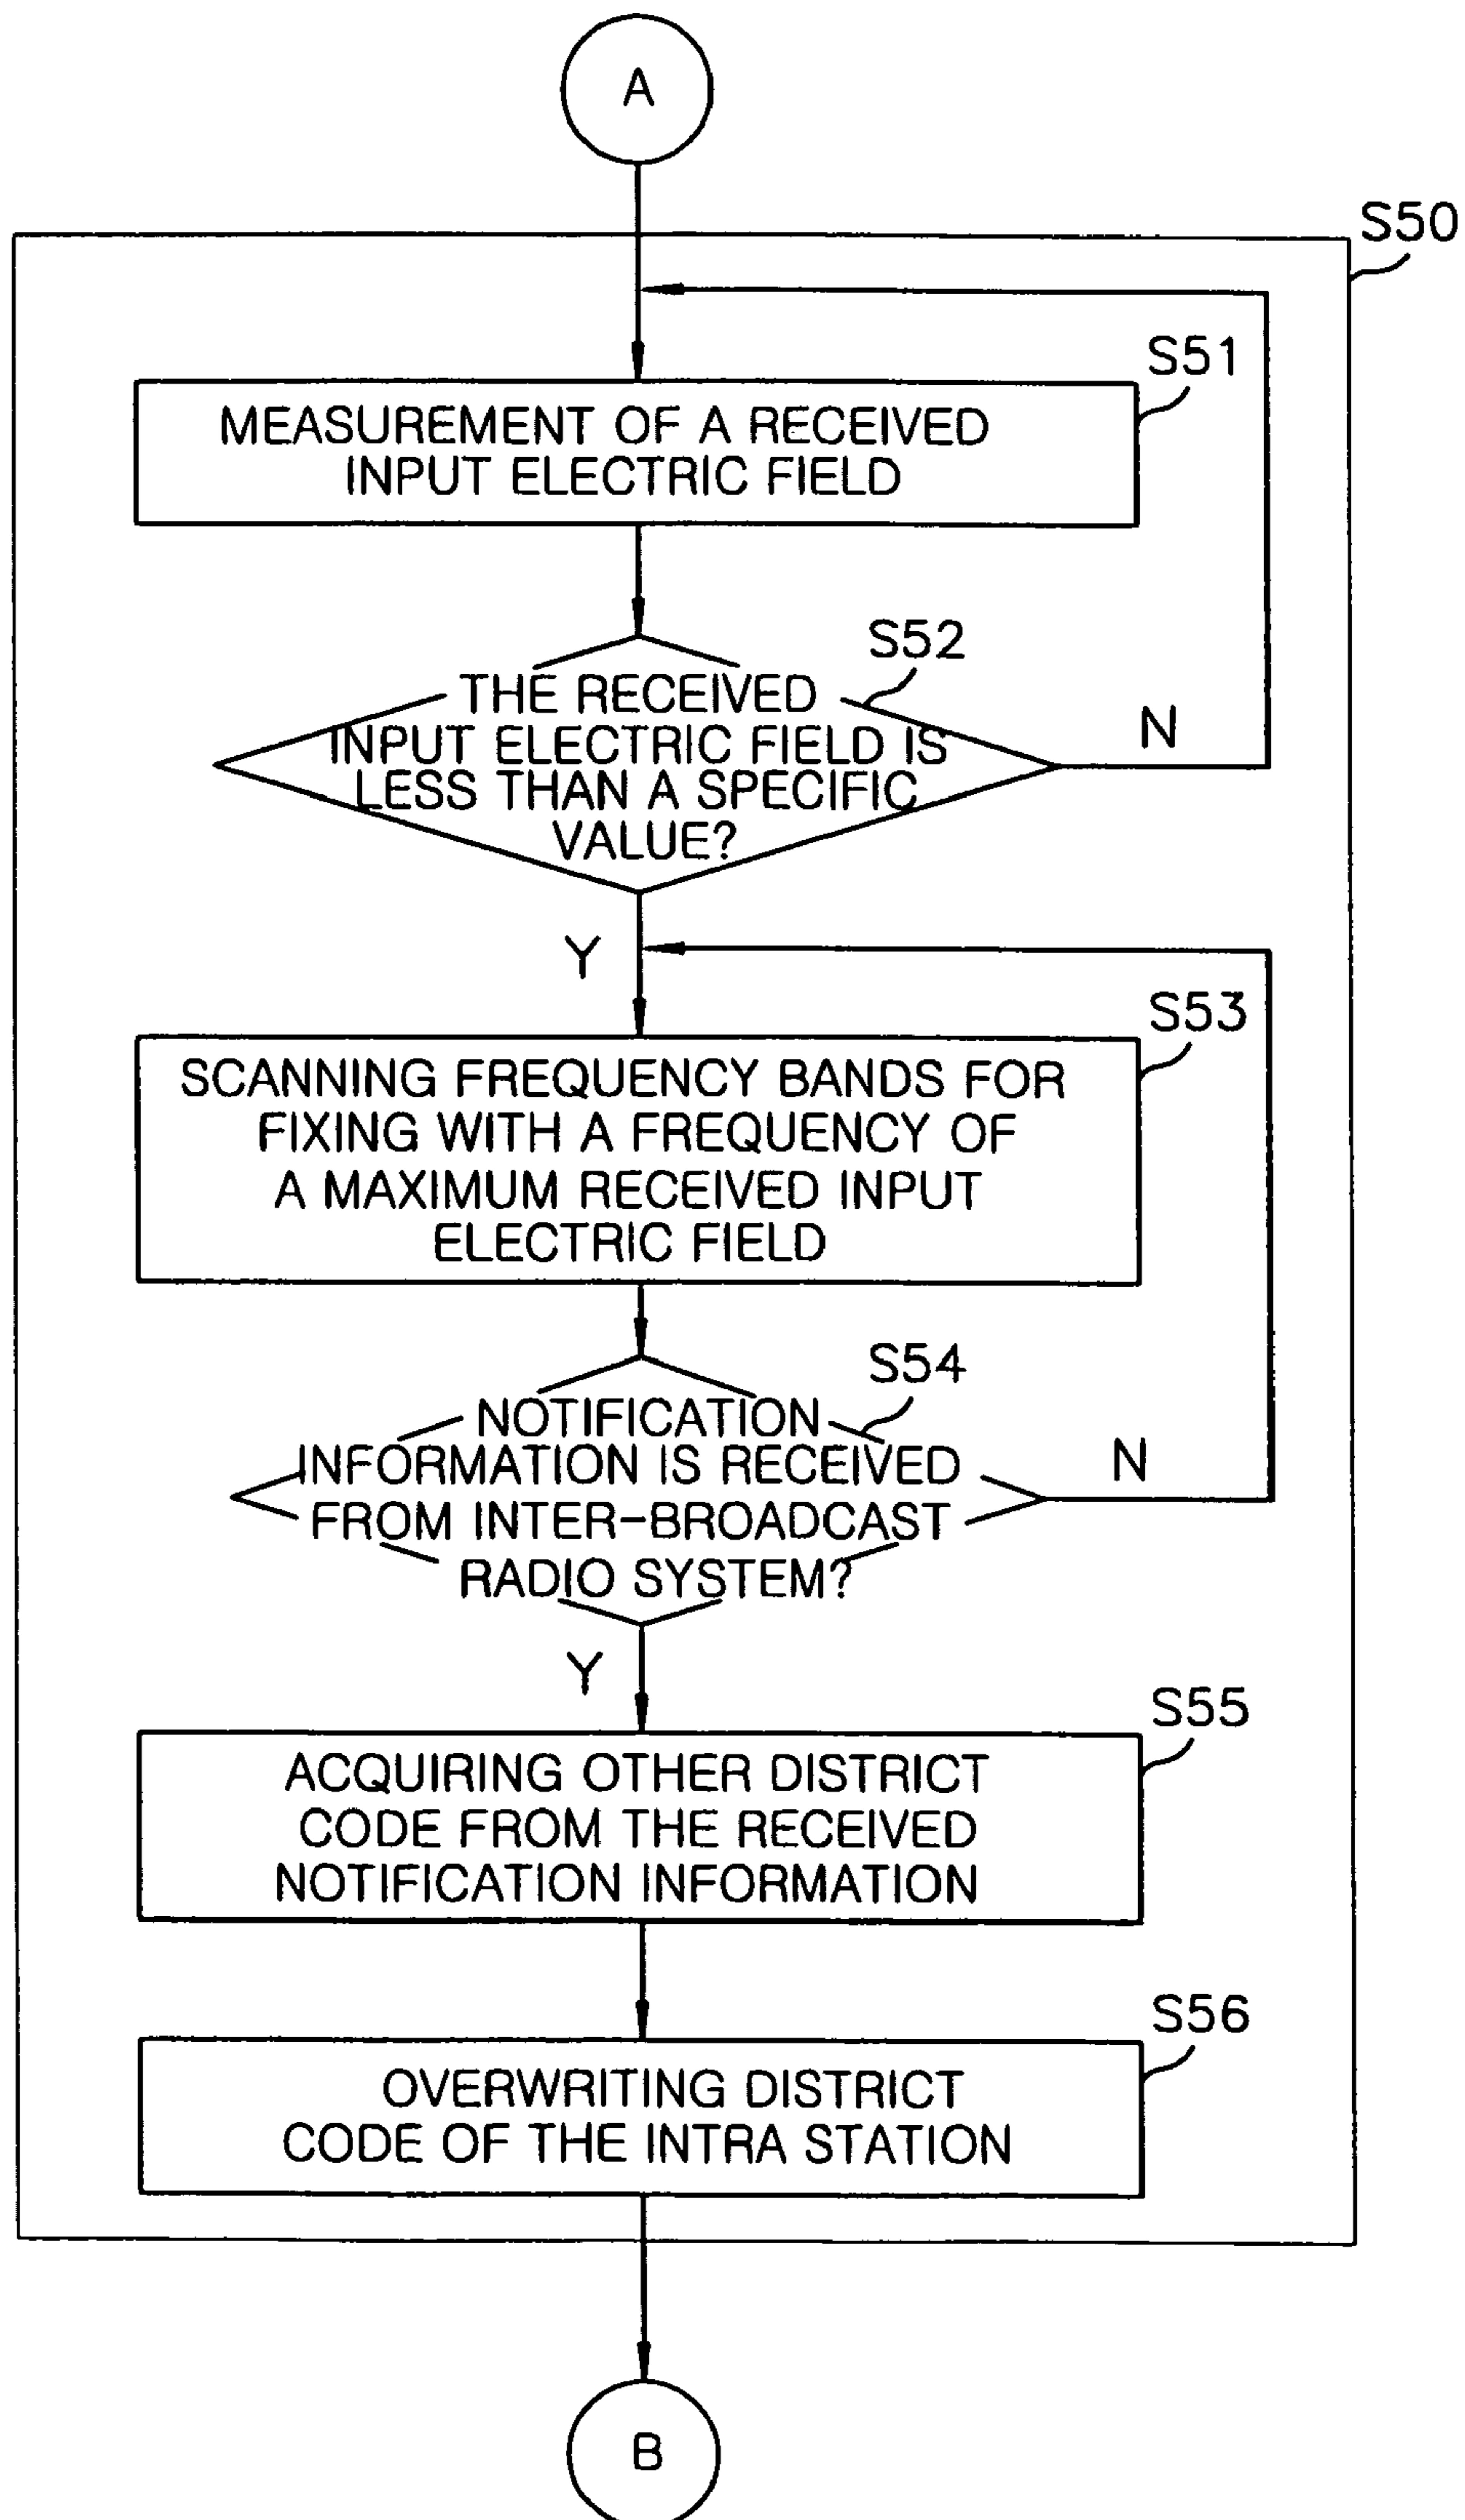 A
S50
S51
MEASUREMENT OF A RECEIVED
INPUT ELECTRIC FIELD
S52
THE RECEIVED
INPUT ELECTRIC FIELD IS
LESS THAN A SPECIFIC
VALUE?
N
Y
S53
SCANNING FREQUENCY BANDS FOR
FIXING WITH A FREQUENCY OF
A MAXIMUM RECEIVED INPUT
ELECTRIC FIELD
S54
NOTIFICATION
INFORMATION IS RECEIVED
FROM INTER-BROADCAST
RADIO SYSTEM?
N
Y
S55
ACQUIRING OTHER DISTRICT
CODE FROM THE RECEIVED
NOTIFICATION INFORMATION
S56
OVERWRITING DISTRICT
CODE OF THE INTRA STATION
B